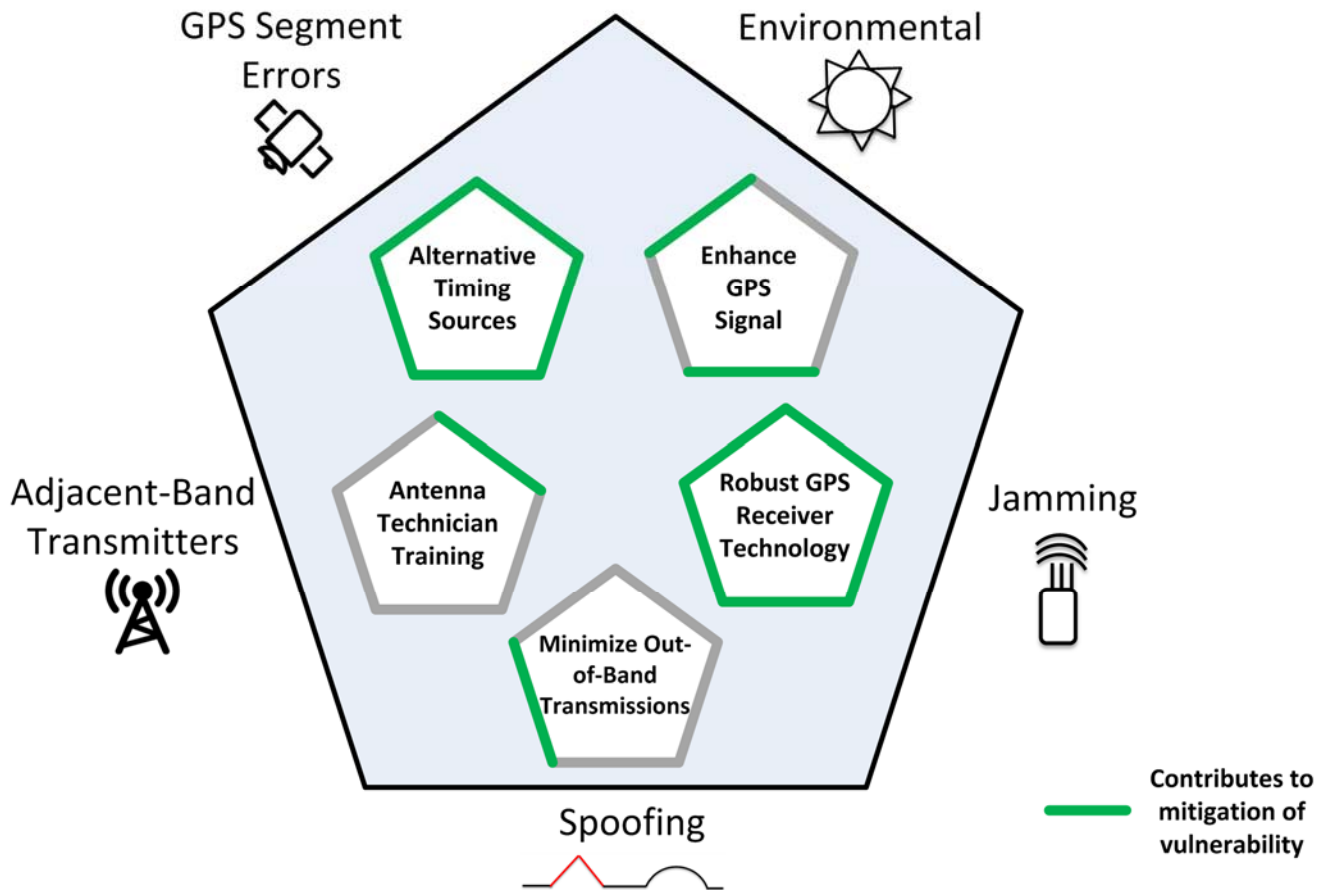 GPS Segment
Errors
Environmental
Alternative
Timing
Sources
Enhance
GPS
Signal
Adjacent-Band
Transmitters
Antenna
Technician
Training
Robust GPS
Receiver
Technology
Jamming
Minimize Out-
of-Band
Transmissions
Spoofing
Contributes to
mitigation of
vulnerability